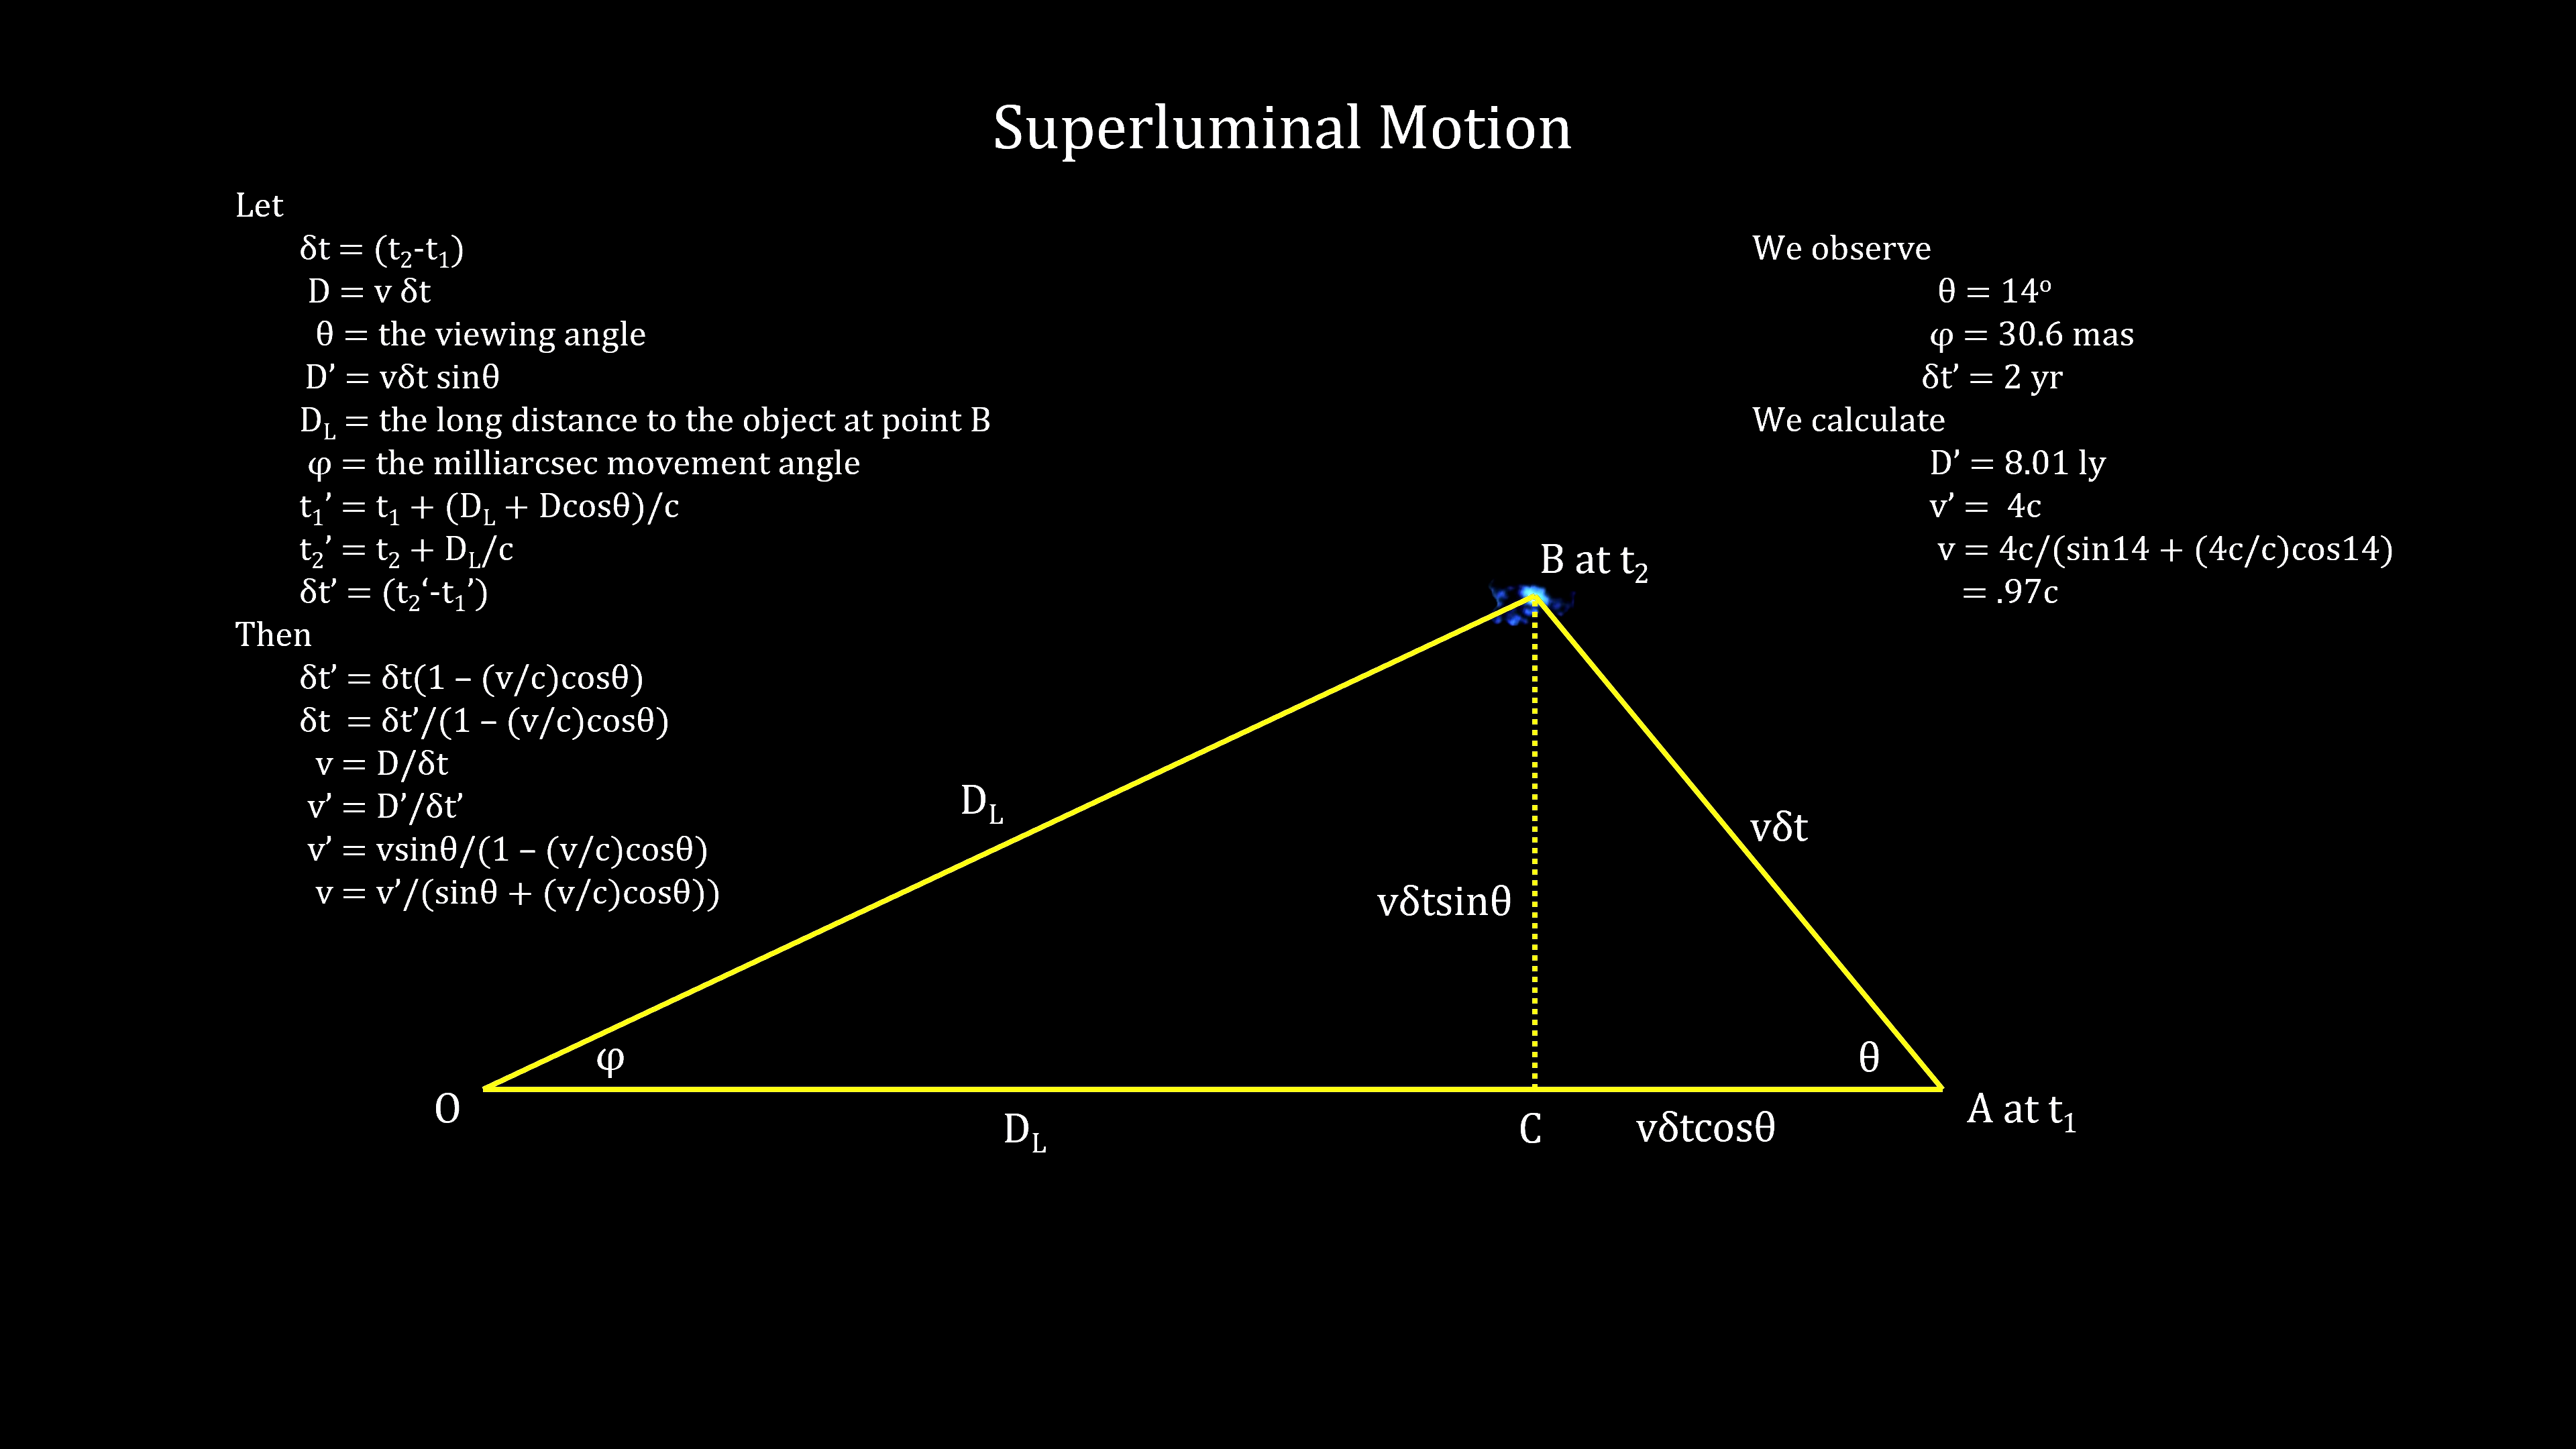 Superluminal Motion
Let
δt = (t₂-t₁)
D = v δt
θ = the viewing angle
D’ = vδt sinθ
D_L = the long distance to the object at point B
φ = the milliarcsec movement angle
t₁’ = t₁ + (D_L + Dcosθ)/c
t₂’ = t₂ + D_L/c
δt’ = (t₂‘-t₁’)
Then
δt’ = δt(1 – (v/c)cosθ)
δt = δt’/(1 – (v/c)cosθ)
v = D/δt
v’ = D’/δt’
v’ = vsinθ/(1 – (v/c)cosθ)
v = v’/(sinθ + (v/c)cosθ))
We observe
θ = 14º
φ = 30.6 mas
δt’ = 2 yr
We calculate
D’ = 8.01 ly
v’ = 4c
v = 4c/(sin14 + (4c/c)cos14)
= .97c
B at t₂
D_L
vδt
vδtsinθ
φ
θ
O
D_L
C
vδtcosθ
A at t₁